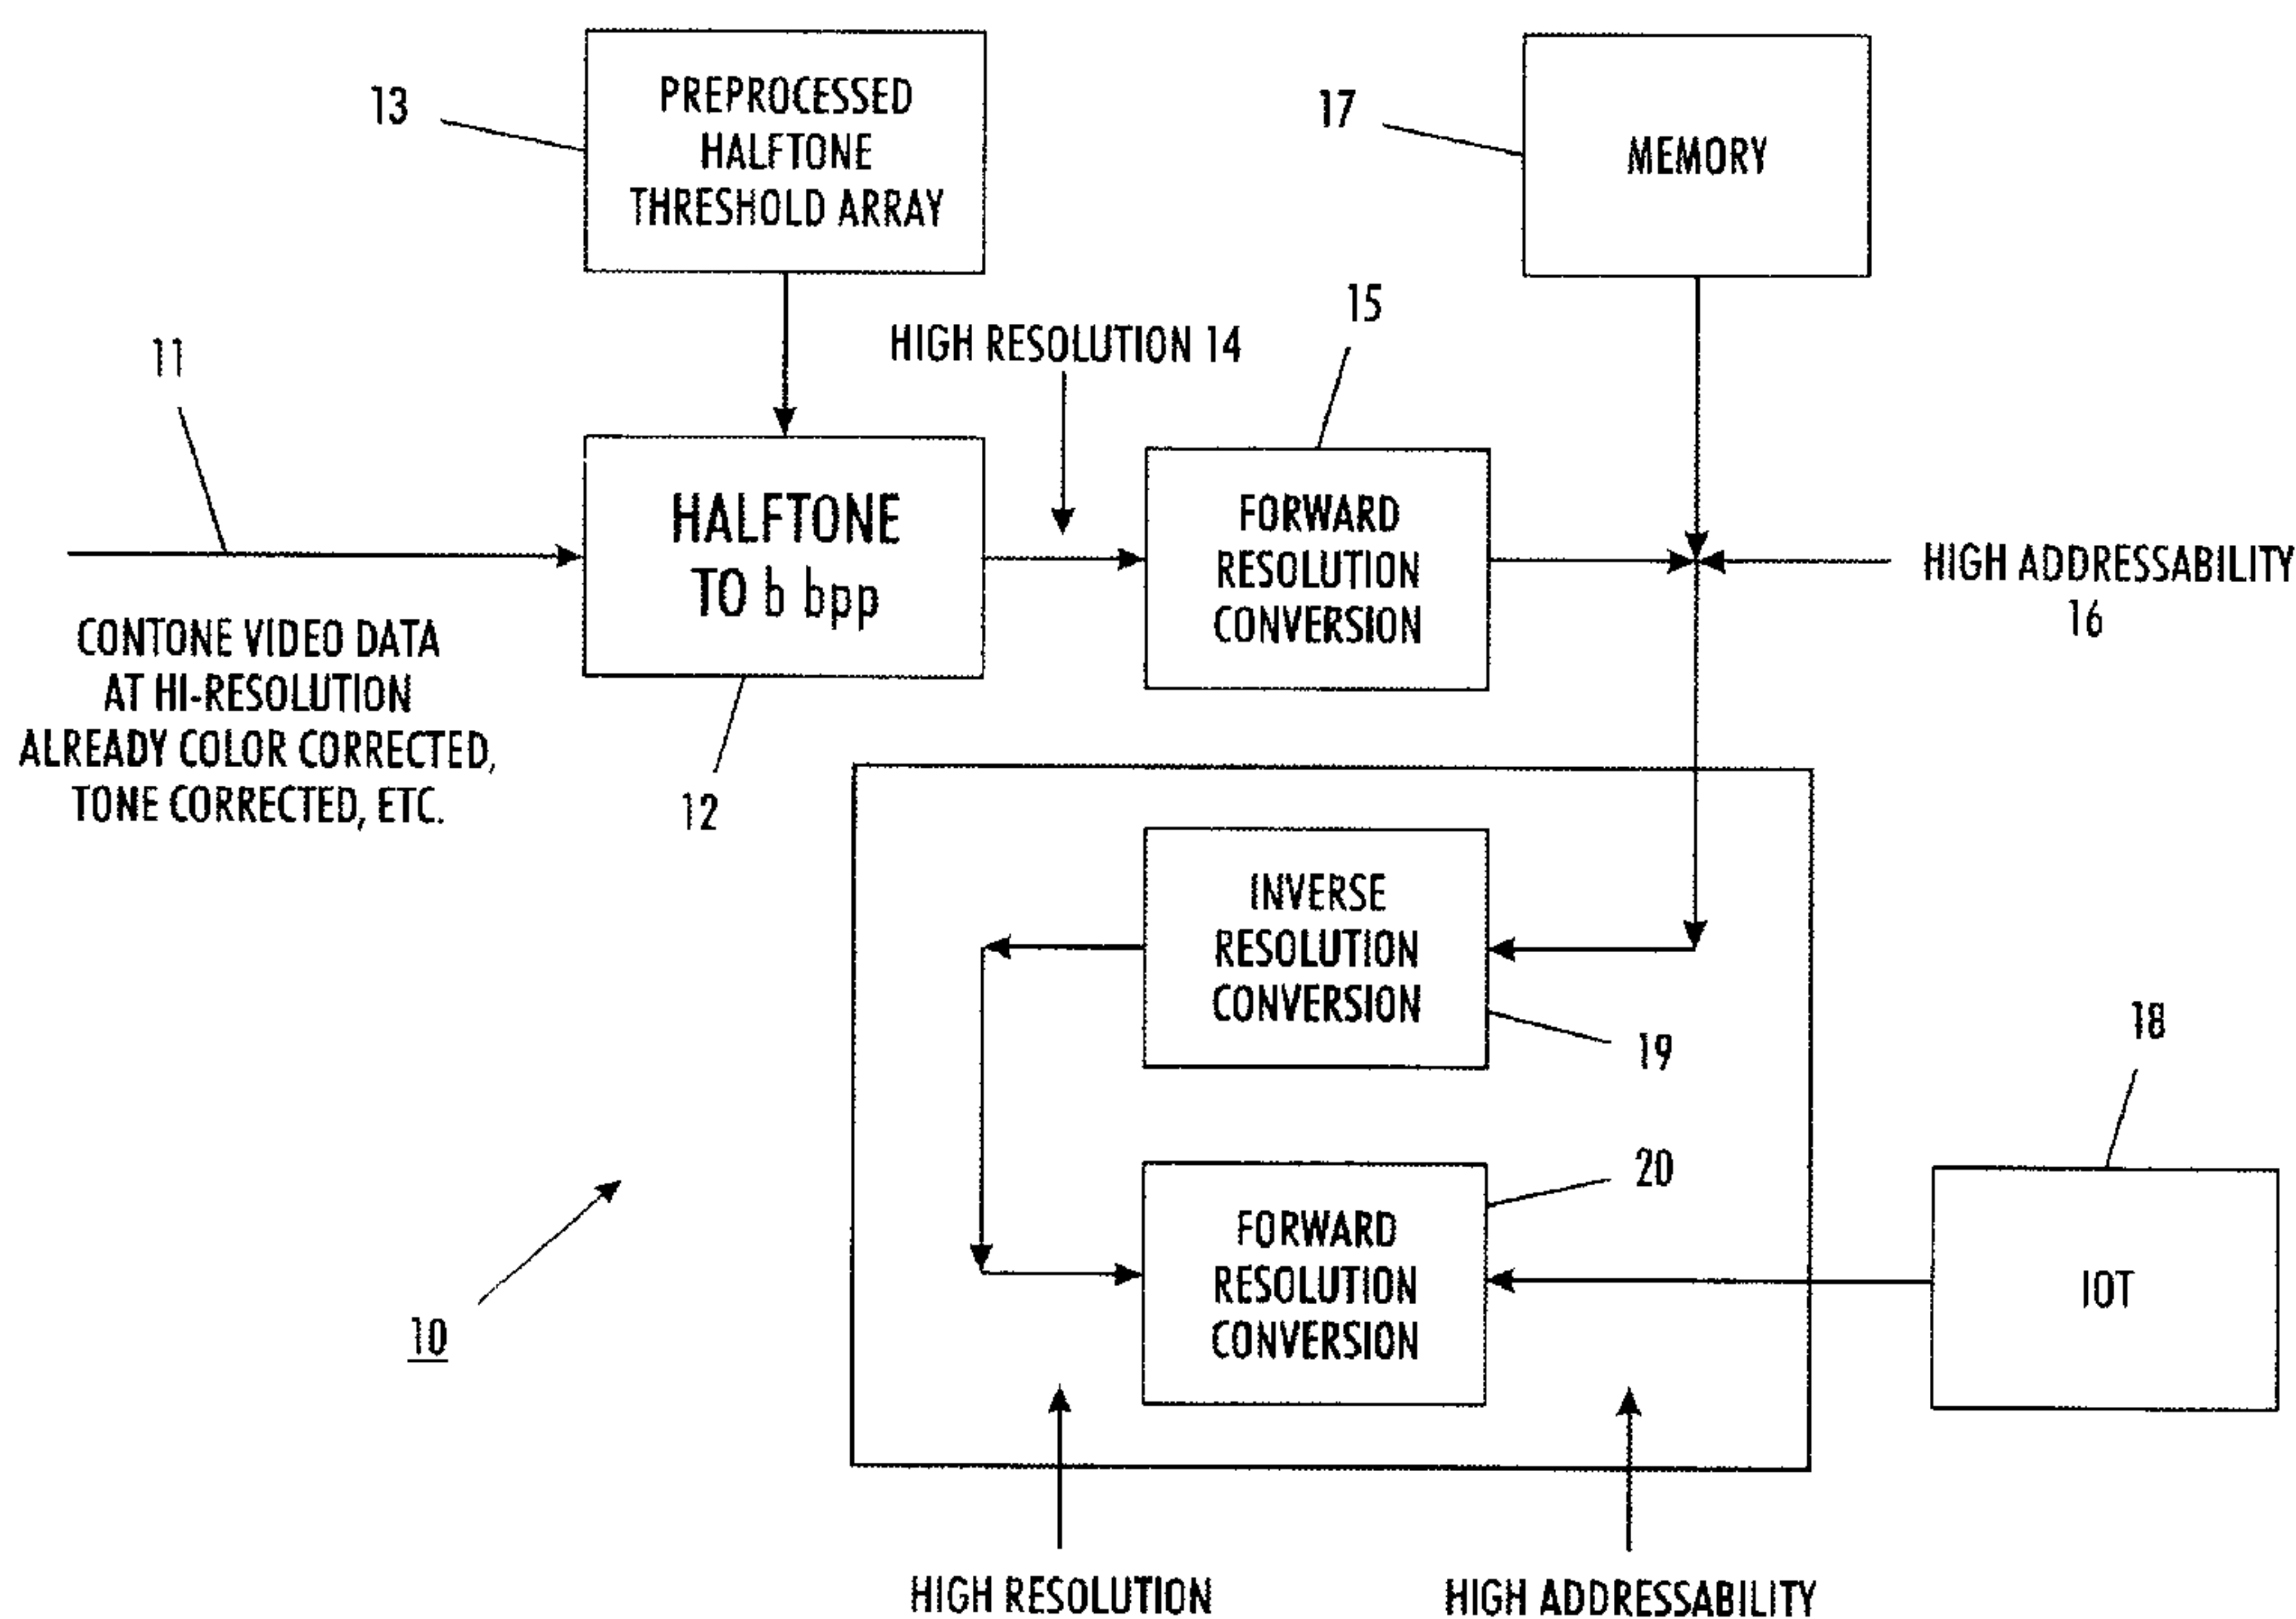 PREPROCESSED
HALFTONE
THRESHOLD ARRAY
13
MEMORY
17
HIGH RESOLUTION 14
15
11
HALFTONE
TO b bpp
FORWARD
RESOLUTION
CONVERSION
HIGH ADDRESSABILITY
16
CONTONE VIDEO DATA
AT HI-RESOLUTION
ALREADY COLOR CORRECTED,
TONE CORRECTED, ETC.
12
INVERSE
RESOLUTION
CONVERSION
19
18
20
FORWARD
RESOLUTION
CONVERSION
IOT
10
HIGH RESOLUTION
HIGH ADDRESSABILITY